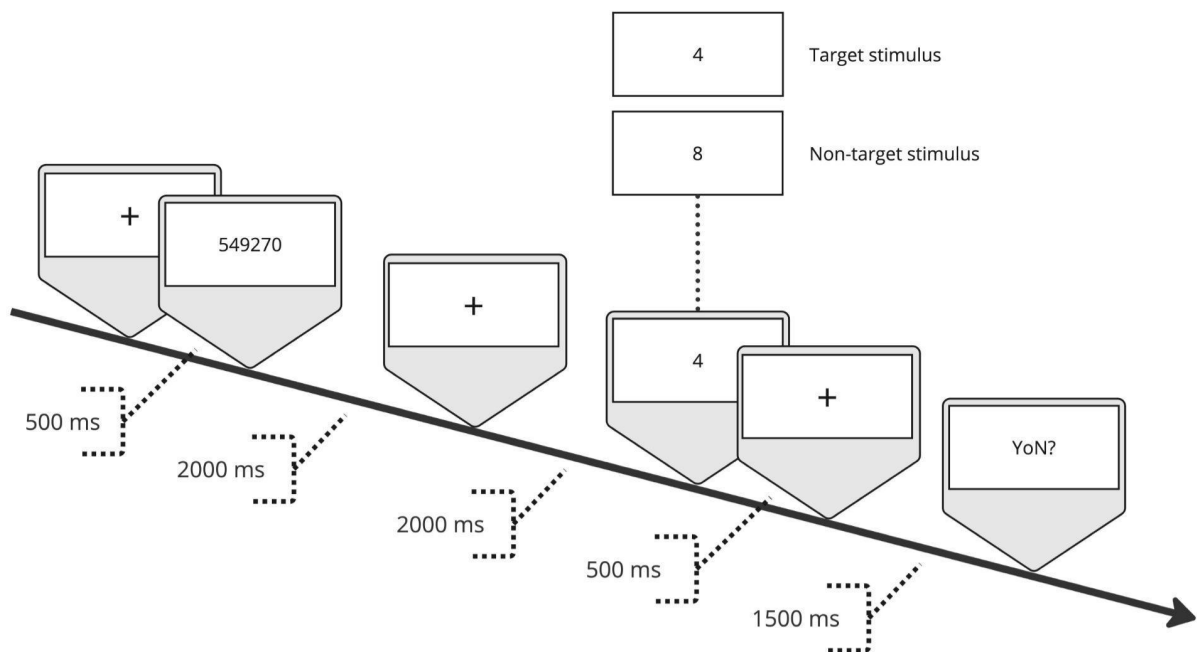 4
Target stimulus
8
Non-target stimulus
+
549270
+
4
+
YoN?
500 ms
2000 ms
2000 ms
500 ms
1500 ms